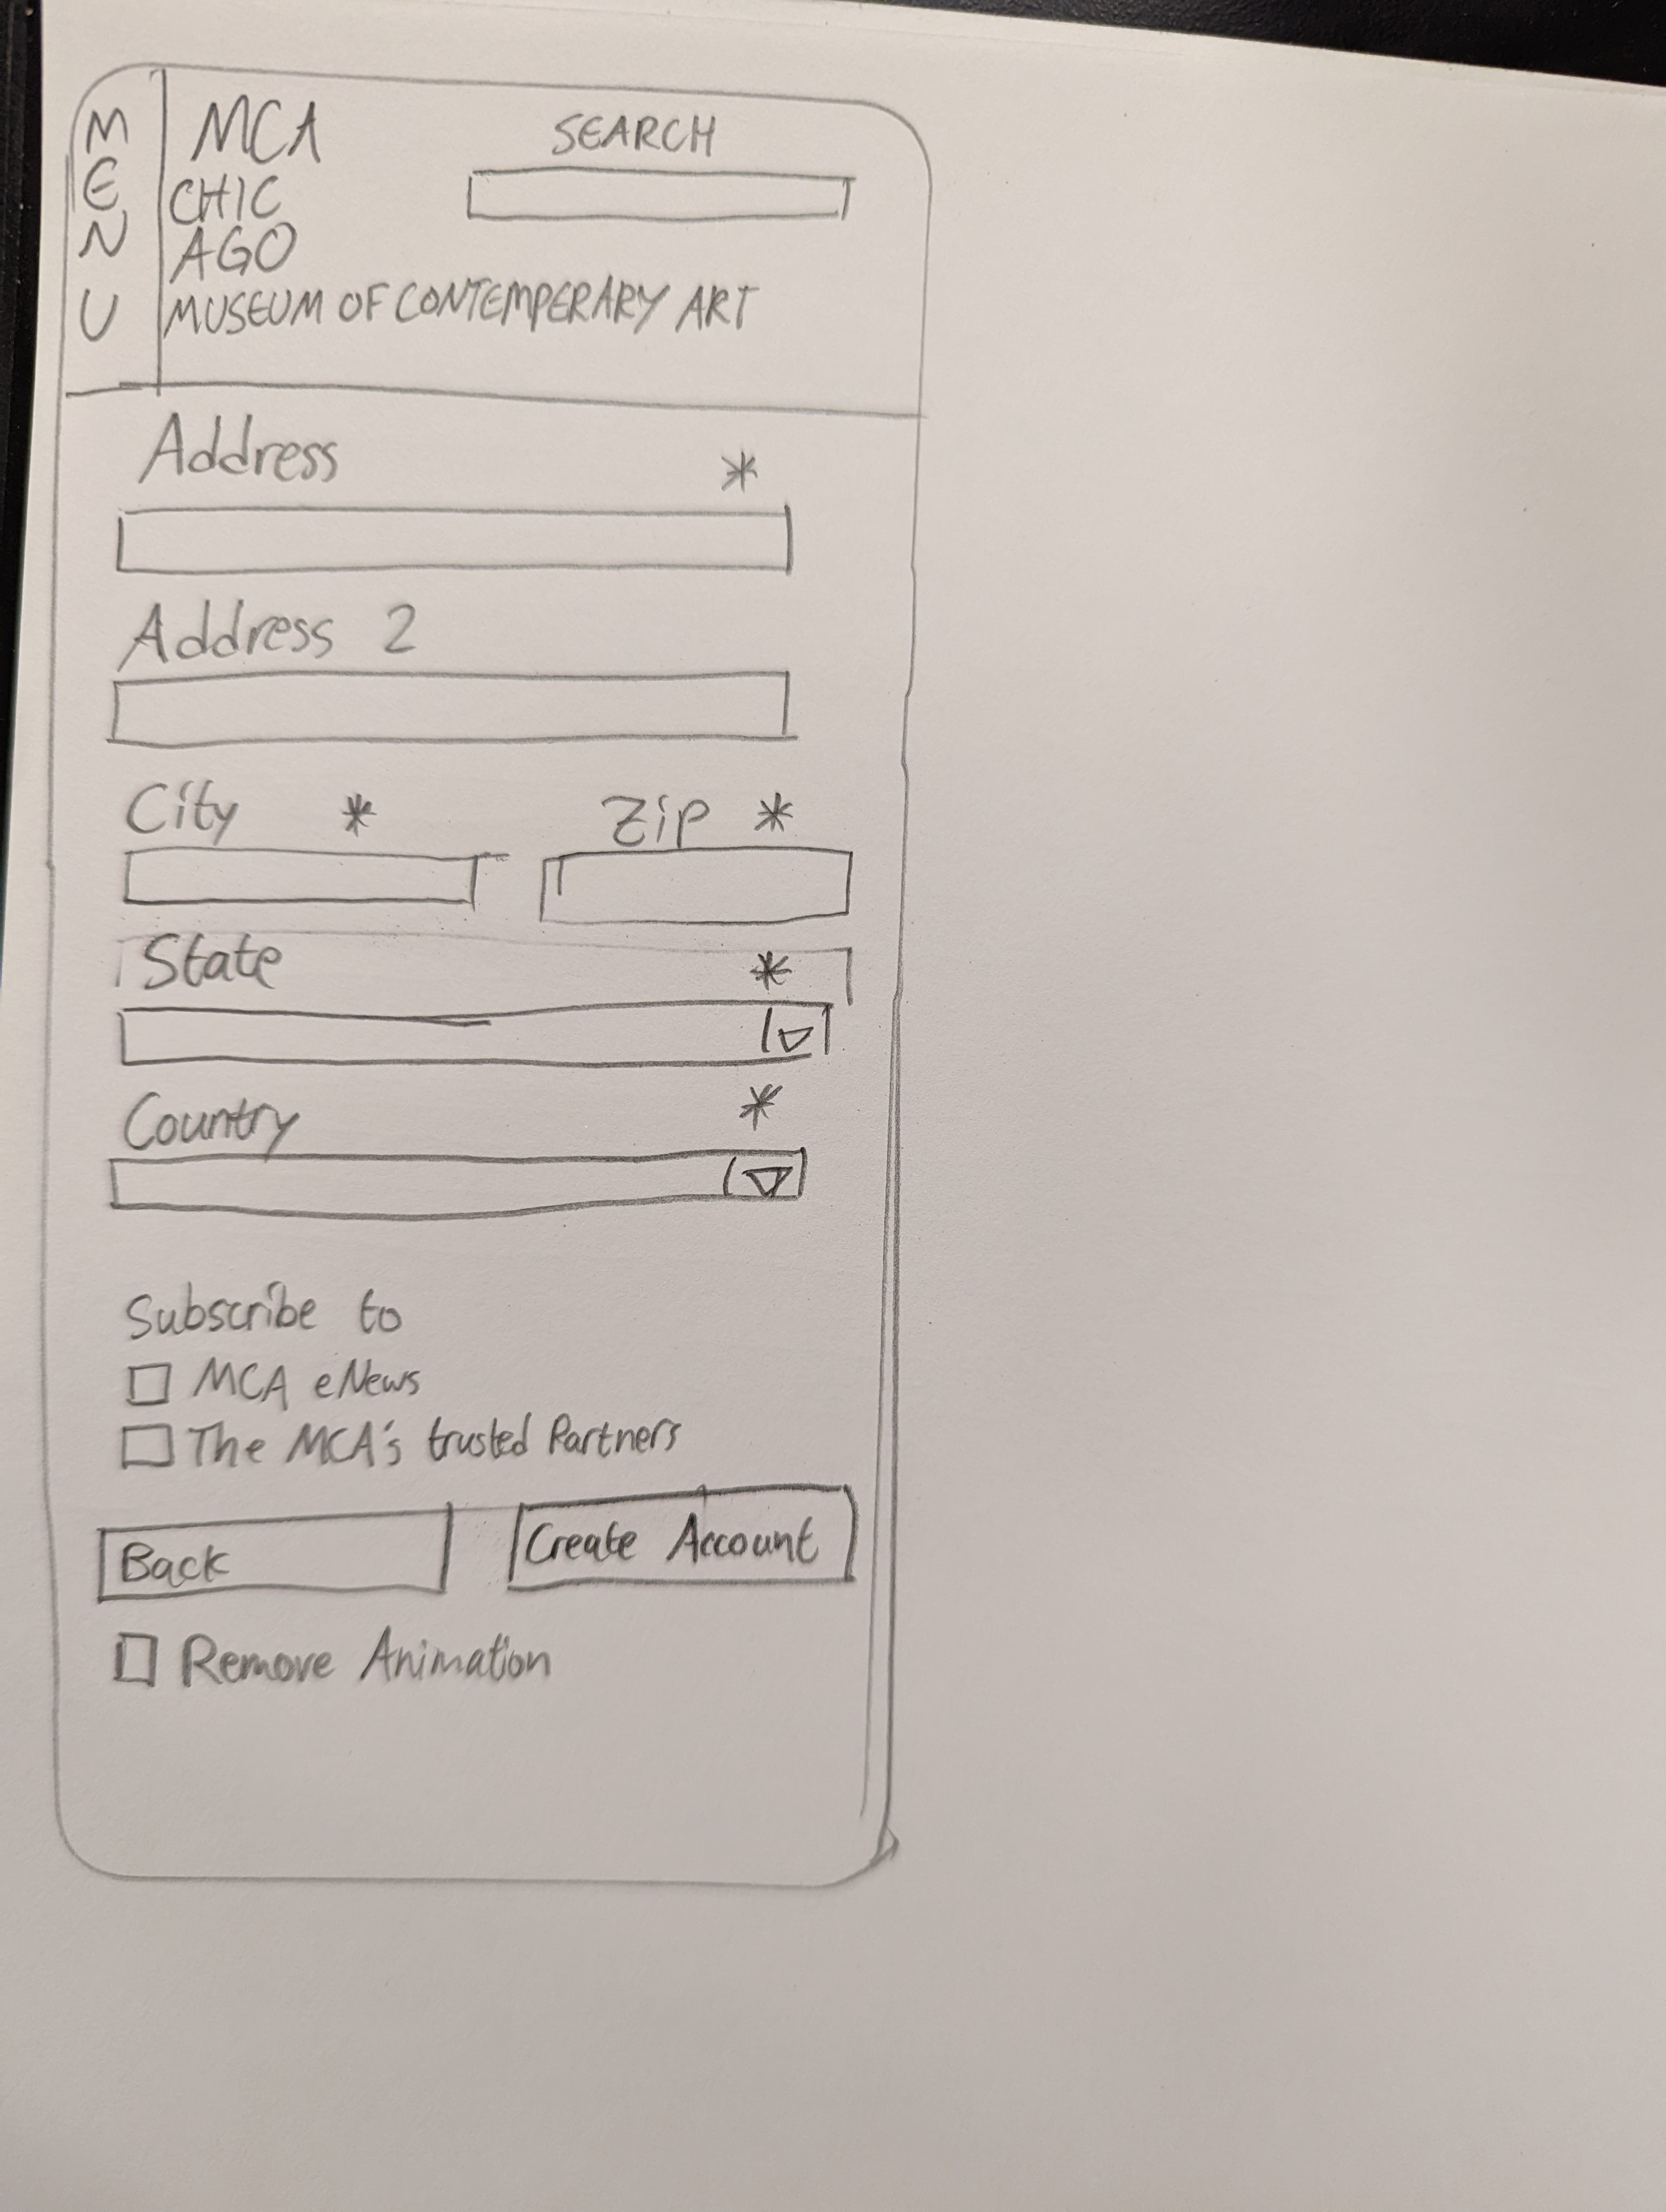 MENU
MCA
CHIC
AGO
MUSEUM OF CONTEMPERARY ART
SEARCH
Address *
Address 2
City * Zip *
State *
Country *
Subscribe to
MCA eNews
The MCA's trusted Partners
Back Create Account
Remove Animation